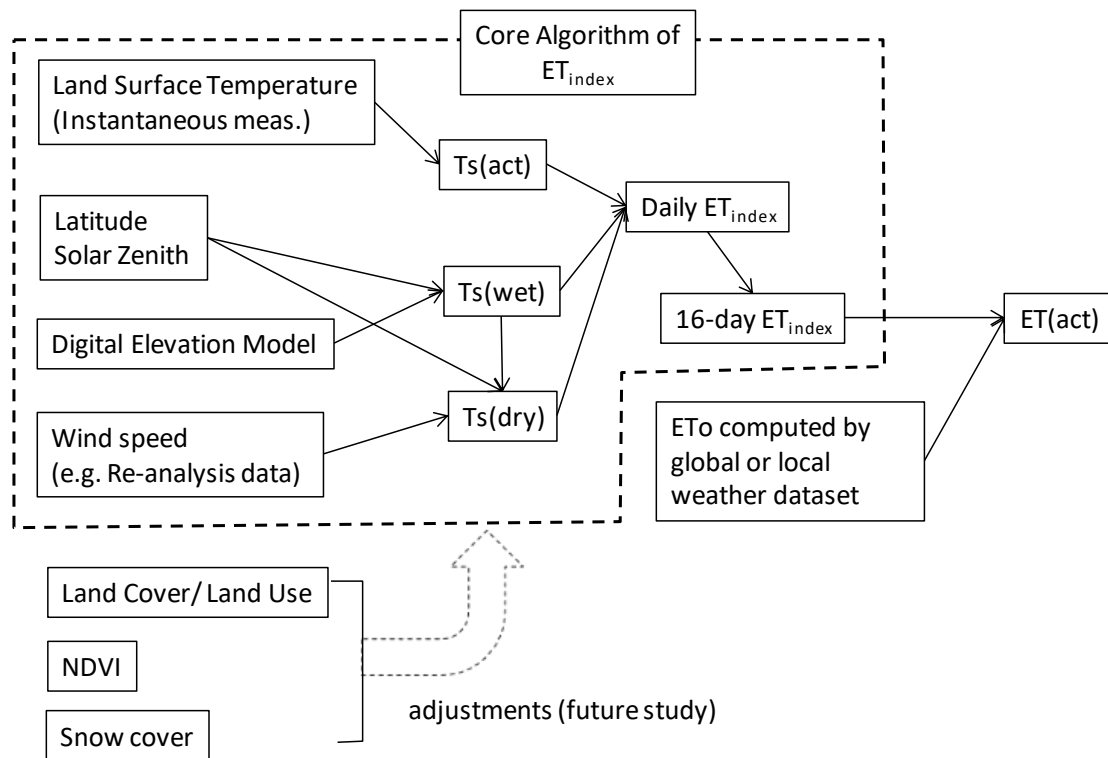 Core Algorithm of
ETindex
Land Surface Temperature
(Instantaneous meas.)
Ts(act)
Daily ETindex
Latitude
Solar Zenith
Ts(wet)
16-day ETindex
ET(act)
Digital Elevation Model
Ts(dry)
Wind speed
(e.g. Re-analysis data)
ETo computed by
global or local
weather dataset
Land Cover/ Land Use
NDVI
Snow cover
adjustments (future study)